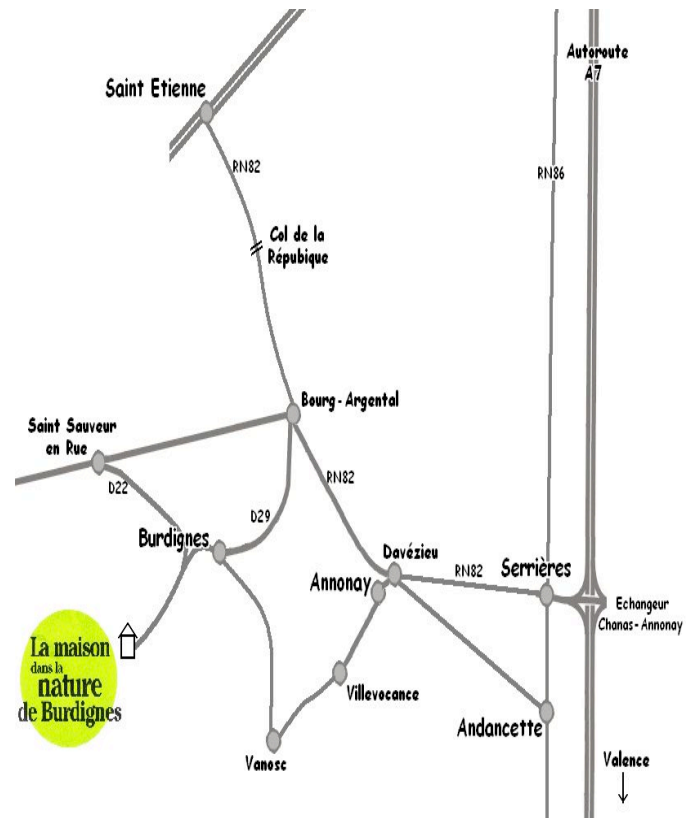 Autoroute
A7
Saint Etienne
RN82
RN86
Col de la
Répubique
Bourg-Argental
Saint Sauveur
en Rue
D22
RN82
D29
Burdignes
Davézieu
RN82
Serrières
Annonay
Echangeur
Chanas-Annonay
La maison
dans la
nature
de Burdignes
Villevocance
Andancette
Vanosc
Valence